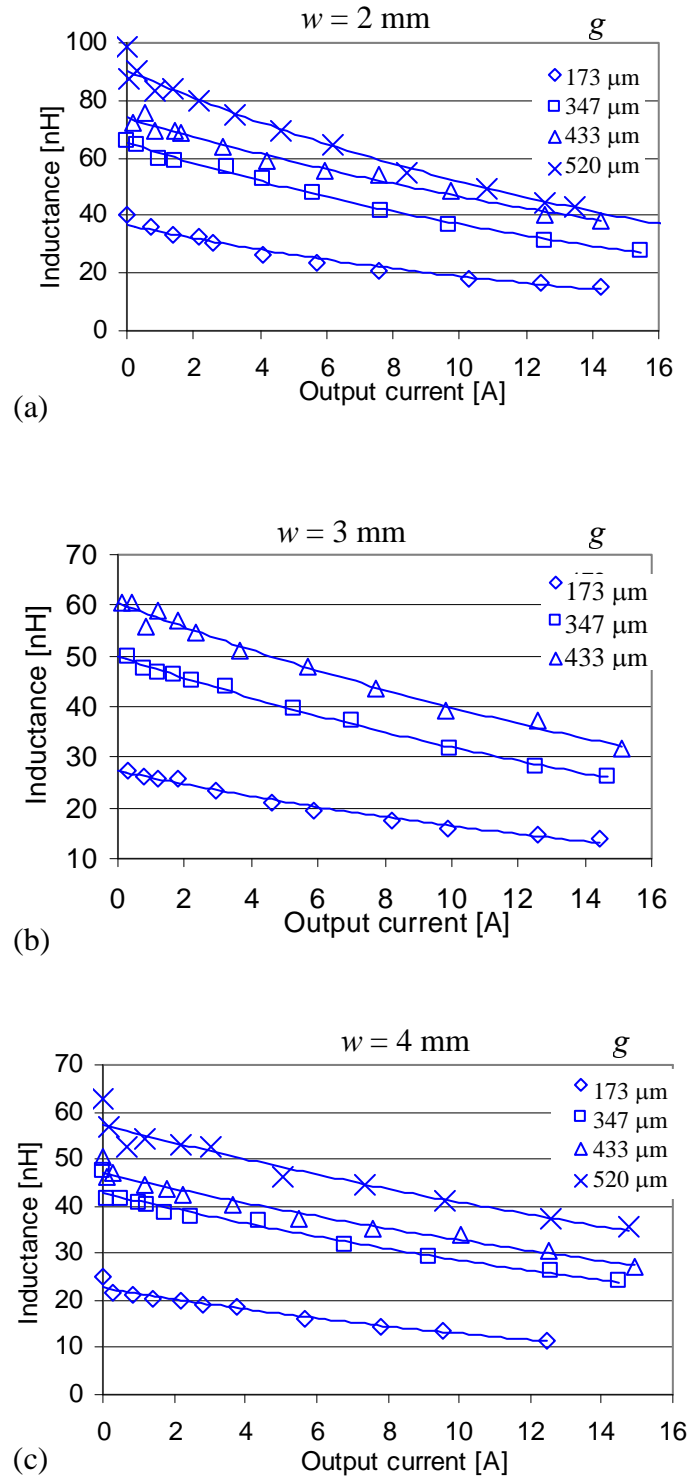 w = 2 mm
g
100
80
60
40
20
0
Inductance [nH]
173 µm
347 µm
433 µm
520 µm
0 2 4 6 8 10 12 14 16
Output current [A]
(a)
w = 3 mm
g
70
60
50
40
30
20
10
Inductance [nH]
173 µm
347 µm
433 µm
0 2 4 6 8 10 12 14 16
Output current [A]
(b)
w = 4 mm
g
70
60
50
40
30
20
10
0
Inductance [nH]
173 µm
347 µm
433 µm
520 µm
0 2 4 6 8 10 12 14 16
Output current [A]
(c)